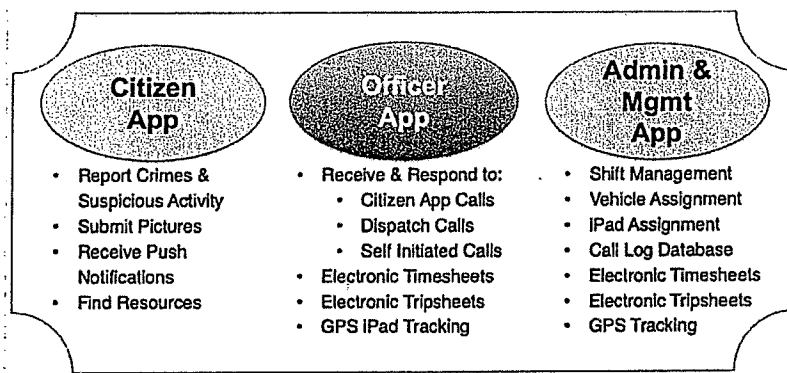 Citizen
App
• Report Crimes &
Suspicious Activity
• Submit Pictures
• Receive Push
Notifications
• Find Resources
Officer
App
• Receive & Respond to:
• Citizen App Calls
• Dispatch Calls
• Self Initiated Calls
• Electronic Timesheets
• Electronic Tripsheets
• GPS iPad Tracking
Admin &
Mgmt
App
• Shift Management
• Vehicle Assignment
• iPad Assignment
• Call Log Database
• Electronic Timesheets
• Electronic Tripsheets
• GPS Tracking